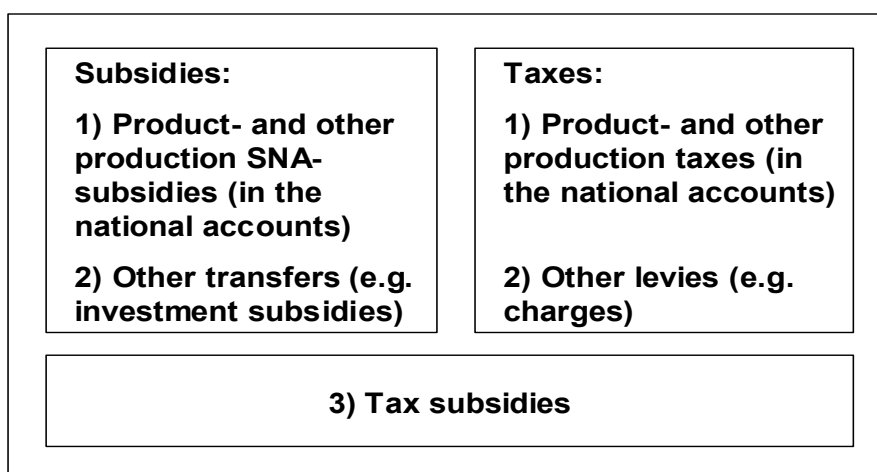 Subsidies:
1) Product- and other
production SNA-
subsidies (in the
national accounts)
2) Other transfers (e.g.
investment subsidies)
Taxes:
1) Product- and other
production taxes (in
the national accounts)
2) Other levies (e.g.
charges)
3) Tax subsidies